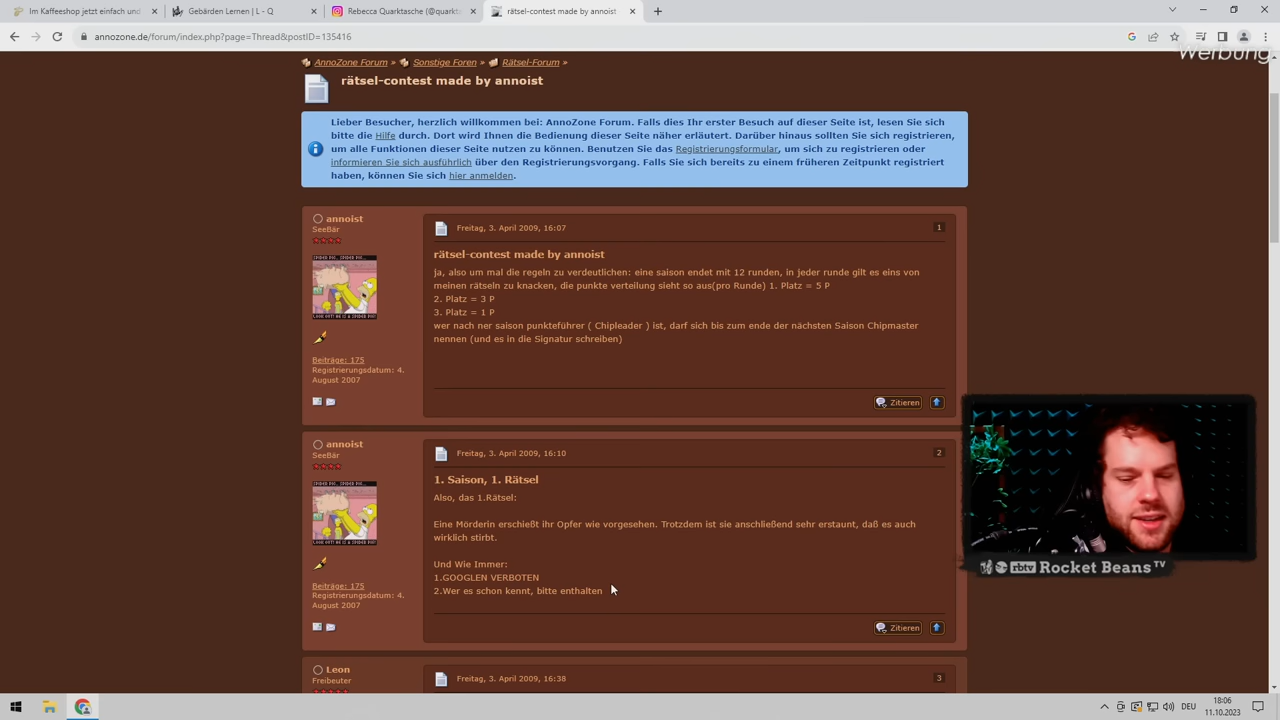 Im Kaffeeshop jetzt einfach und
Gebärden Lernen | L - Q
Rebecca Quarktasche (@quarkt
rätsel-contest made by annoist
annozone.de/forum/index.php?page=Thread&postID=135416
Werbung
AnnoZone Forum » Sonstige Foren » Rätsel-Forum »
rätsel-contest made by annoist
Lieber Besucher, herzlich willkommen bei: AnnoZone Forum. Falls dies Ihr erster Besuch auf dieser Seite ist, lesen Sie sich
bitte die Hilfe durch. Dort wird Ihnen die Bedienung dieser Seite näher erläutert. Darüber hinaus sollten Sie sich registrieren,
um alle Funktionen dieser Seite nutzen zu können. Benutzen Sie das Registrierungsformular, um sich zu registrieren oder
informieren Sie sich ausführlich über den Registrierungsvorgang. Falls Sie sich bereits zu einem früheren Zeitpunkt registriert
haben, können Sie sich hier anmelden.
annoist
SeeBär
Beiträge: 175
Registrierungsdatum: 4.
August 2007
Freitag, 3. April 2009, 16:07
1
rätsel-contest made by annoist
ja, also um mal die regeln zu verdeutlichen: eine saison endet mit 12 runden, in jeder runde gilt es eins von
meinen rätseln zu knacken, die punkte verteilung sieht so aus(pro Runde) 1. Platz = 5 P
2. Platz = 3 P
3. Platz = 1 P
wer nach ner saison punkteführer ( Chipleader ) ist, darf sich bis zum ende der nächsten Saison Chipmaster
nennen (und es in die Signatur schreiben)
Zitieren
annoist
SeeBär
Beiträge: 175
Registrierungsdatum: 4.
August 2007
Freitag, 3. April 2009, 16:10
2
1. Saison, 1. Rätsel
Also, das 1.Rätsel:
Eine Mörderin erschießt ihr Opfer wie vorgesehen. Trotzdem ist sie anschließend sehr erstaunt, daß es auch
wirklich stirbt.
Und Wie Immer:
1.GOOGLEN VERBOTEN
2.Wer es schon kennt, bitte enthalten
Zitieren
Leon
Freibeuter
Freitag, 3. April 2009, 16:38
3
rbtv Rocket Beans TV
DEU
18:06
11.10.2023